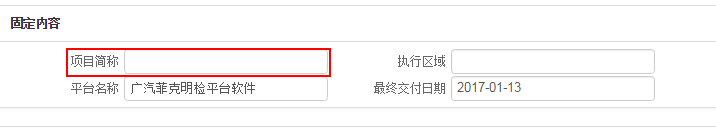 固定内容
项目简称 执行区域
平台名称 广汽菲克明检平台软件 最终交付日期 2017-01-13